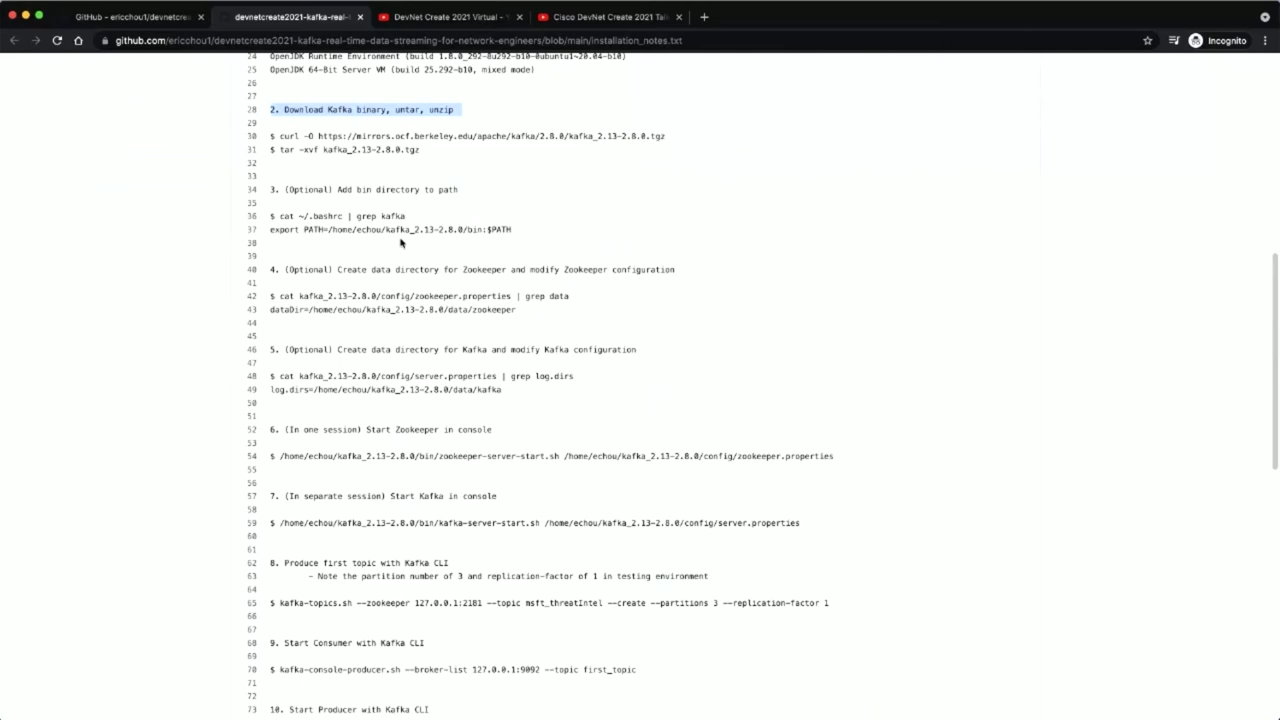 GitHub - ericchou1/devnetcrea
devnetcreate2021-kafka-real-t
DevNet Create 2021 Virtual - Y
Cisco DevNet Create 2021 Talk
github.com/ericchou1/devnetcreate2021-kafka-real-time-data-streaming-for-network-engineers/blob/main/installation_notes.txt
Incognito
24 OpenJDK Runtime Environment (build 1.8.0_292-8u292-b10-0ubuntu1~20.04-b10)
25 OpenJDK 64-Bit Server VM (build 25.292-b10, mixed mode)
26
27
28 2. Download Kafka binary, untar, unzip
29
30 $ curl -O https://mirrors.ocf.berkeley.edu/apache/kafka/2.8.0/kafka_2.13-2.8.0.tgz
31 $ tar -xvf kafka_2.13-2.8.0.tgz
32
33
34 3. (Optional) Add bin directory to path
35
36 $ cat ~/.bashrc | grep kafka
37 export PATH=/home/echou/kafka_2.13-2.8.0/bin:$PATH
38
39
40 4. (Optional) Create data directory for Zookeeper and modify Zookeeper configuration
41
42 $ cat kafka_2.13-2.8.0/config/zookeeper.properties | grep data
43 dataDir=/home/echou/kafka_2.13-2.8.0/data/zookeeper
44
45
46 5. (Optional) Create data directory for Kafka and modify Kafka configuration
47
48 $ cat kafka_2.13-2.8.0/config/server.properties | grep log.dirs
49 log.dirs=/home/echou/kafka_2.13-2.8.0/data/kafka
50
51
52 6. (In one session) Start Zookeeper in console
53
54 $ /home/echou/kafka_2.13-2.8.0/bin/zookeeper-server-start.sh /home/echou/kafka_2.13-2.8.0/config/zookeeper.properties
55
56
57 7. (In separate session) Start Kafka in console
58
59 $ /home/echou/kafka_2.13-2.8.0/bin/kafka-server-start.sh /home/echou/kafka_2.13-2.8.0/config/server.properties
60
61
62 8. Produce first topic with Kafka CLI
63 - Note the partition number of 3 and replication-factor of 1 in testing environment
64
65 $ kafka-topics.sh --zookeeper 127.0.0.1:2181 --topic msft_threatIntel --create --partitions 3 --replication-factor 1
66
67
68 9. Start Consumer with Kafka CLI
69
70 $ kafka-console-producer.sh --broker-list 127.0.0.1:9092 --topic first_topic
71
72
73 10. Start Producer with Kafka CLI